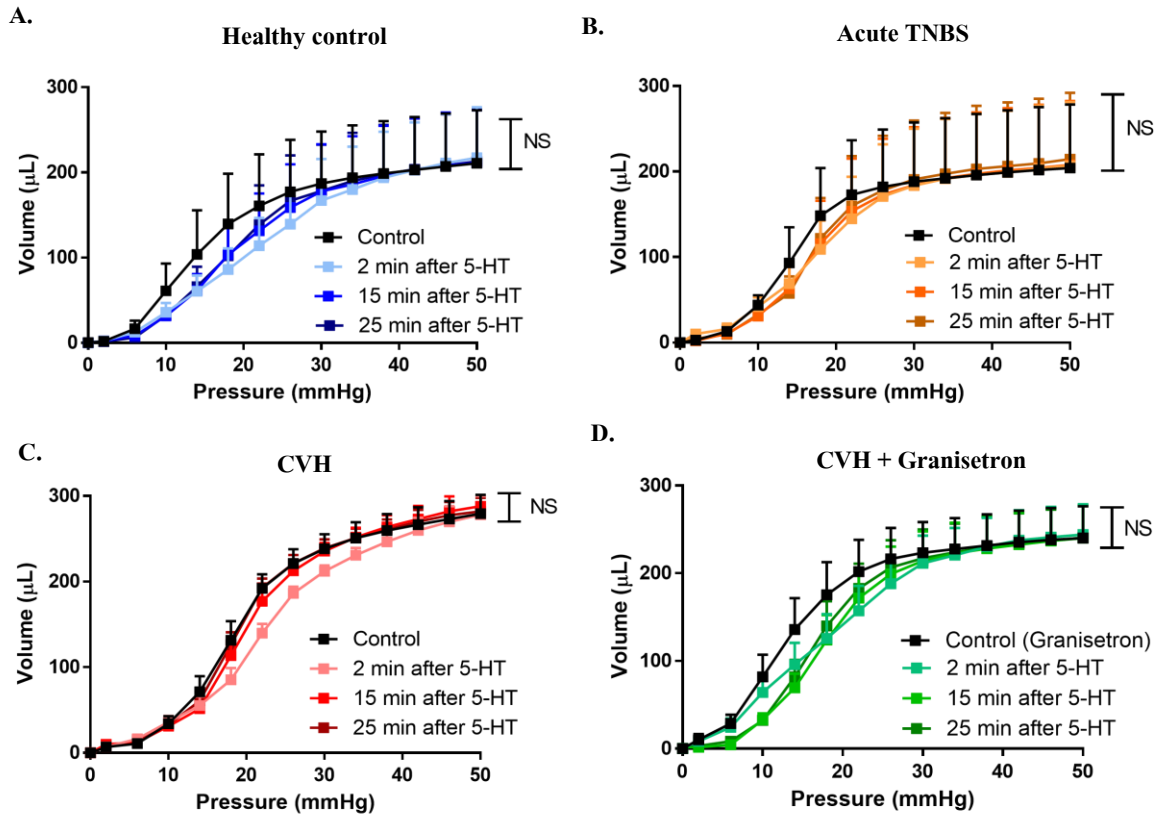 A.
Healthy control
300
200
100
0
Volume (μL)
NS
Control
2 min after 5-HT
15 min after 5-HT
25 min after 5-HT
0 10 20 30 40 50
Pressure (mmHg)
B.
Acute TNBS
300
200
100
0
Volume (μL)
NS
Control
2 min after 5-HT
15 min after 5-HT
25 min after 5-HT
0 10 20 30 40 50
Pressure (mmHg)
C.
CVH
300
200
100
0
Volume (μL)
NS
Control
2 min after 5-HT
15 min after 5-HT
25 min after 5-HT
0 10 20 30 40 50
Pressure (mmHg)
D.
CVH + Granisetron
300
200
100
0
Volume (μL)
NS
Control (Granisetron)
2 min after 5-HT
15 min after 5-HT
25 min after 5-HT
0 10 20 30 40 50
Pressure (mmHg)